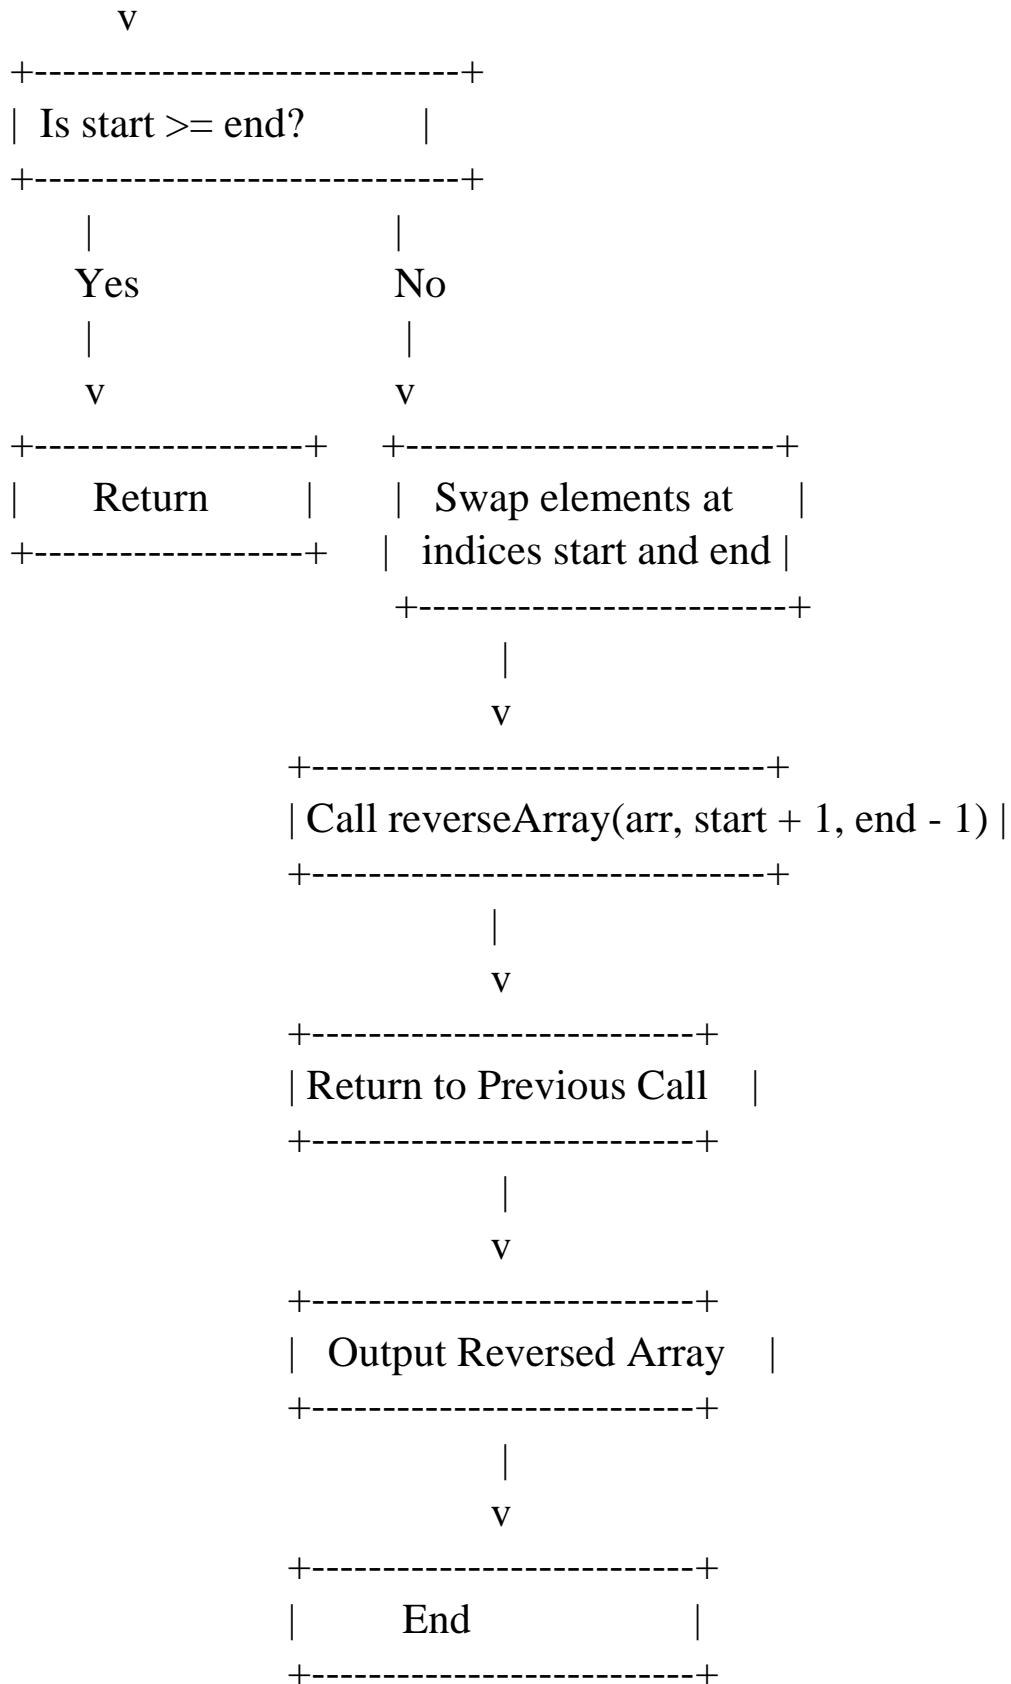 v
+------------------------------+
| Is start >= end? |
+------------------------------+
| |
Yes No
| |
v v
+-------------------+ +--------------------------+
| Return | | Swap elements at |
+-------------------+ | indices start and end |
+--------------------------+
|
v
+--------------------------------+
| Call reverseArray(arr, start + 1, end - 1) |
+--------------------------------+
|
v
+---------------------------+
| Return to Previous Call |
+---------------------------+
|
v
+---------------------------+
| Output Reversed Array |
+---------------------------+
|
v
+---------------------------+
| End |
+---------------------------+